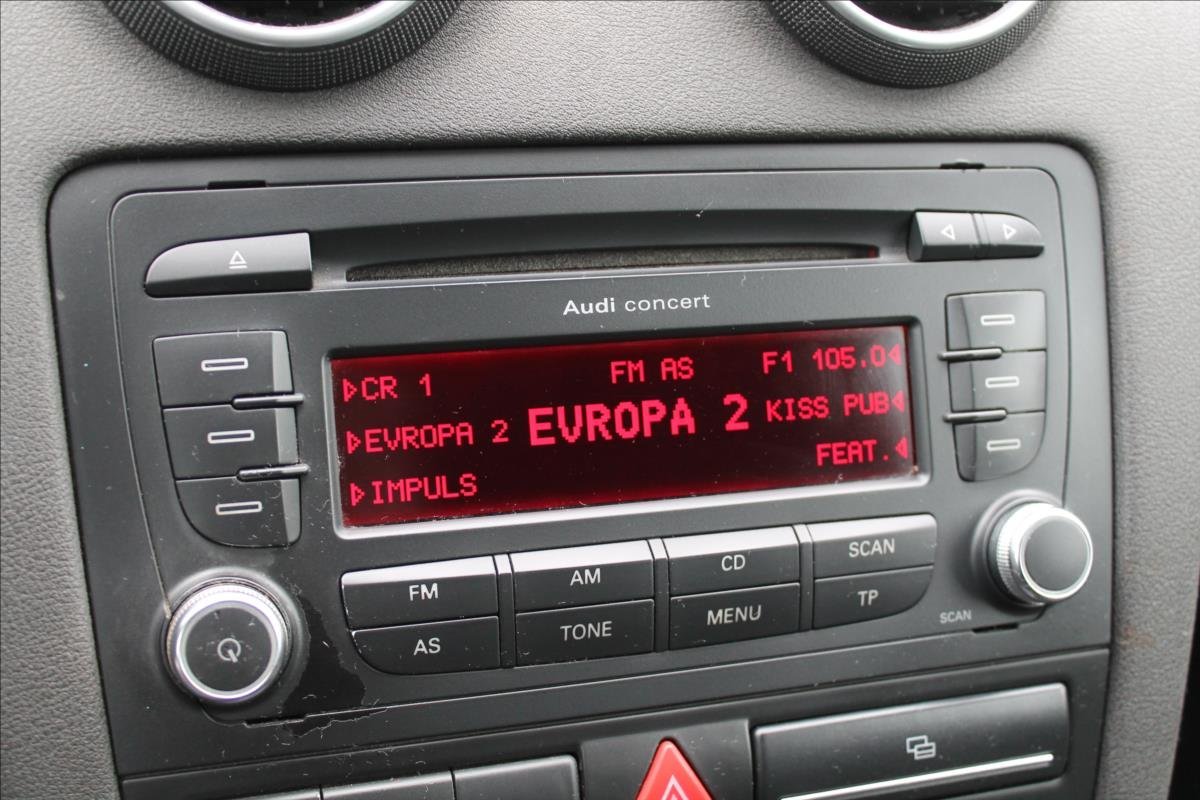 Audi concert
CR 1
FM AS
F1 105.0
EVROPA 2
EVROPA 2
KISS PUB
IMPULS
FEAT.
FM
AM
CD
SCAN
AS
TONE
MENU
TP
SCAN